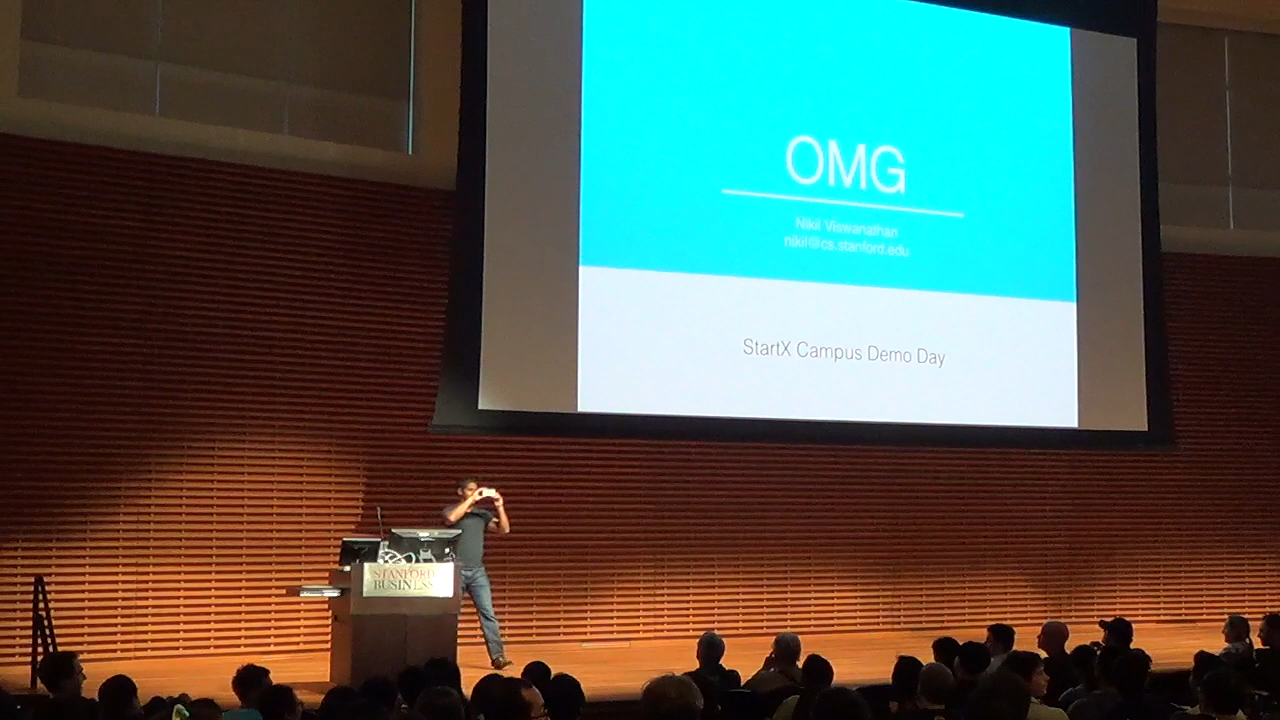 OMG
Nikil Viswanathan
nikil@cs.stanford.edu
StartX Campus Demo Day
STANFORD
BUSINESS